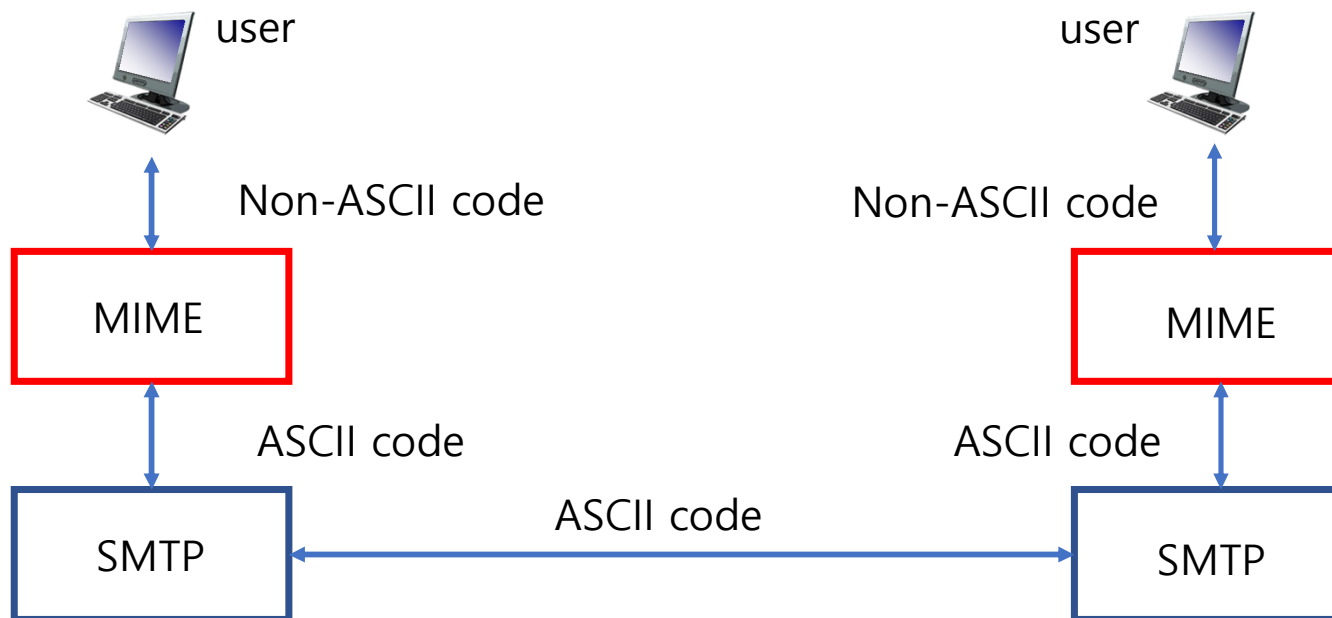 user
user
Non-ASCII code
Non-ASCII code
MIME
MIME
ASCII code
ASCII code
ASCII code
SMTP
SMTP